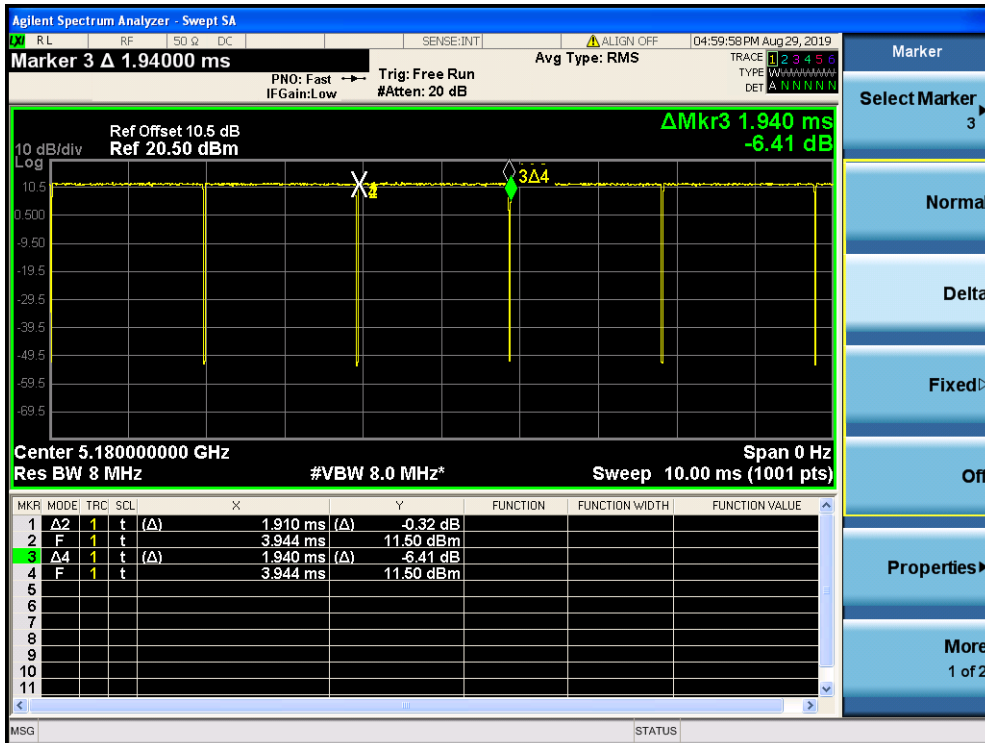 Agilent Spectrum Analyzer - Swept SA
LXI RL RF 50 Ω DC SENSE:INT ALIGN OFF 04:59:58 PM Aug 29, 2019
Marker 3 Δ 1.94000 ms
PNO: Fast
IFGain:Low
Trig: Free Run
#Atten: 20 dB
Avg Type: RMS
TRACE 1 2 3 4 5 6
TYPE W
DET A N N N N N
ΔMkr3 1.940 ms
-6.41 dB
Ref Offset 10.5 dB
10 dB/div Ref 20.50 dBm
Log
3Δ4
10.5
0.500
-9.50
-19.5
-29.5
-39.5
-49.5
-59.5
-69.5
Center 5.180000000 GHz Span 0 Hz
Res BW 8 MHz #VBW 8.0 MHz* Sweep 10.00 ms (1001 pts)
MKR MODE TRC SCL X Y FUNCTION FUNCTION WIDTH FUNCTION VALUE
1 Δ2 1 t (Δ) 1.910 ms (Δ) -0.32 dB
2 F 1 t 3.944 ms 11.50 dBm
3 Δ4 1 t (Δ) 1.940 ms (Δ) -6.41 dB
4 F 1 t 3.944 ms 11.50 dBm
5
6
7
8
9
10
11
MSG STATUS
Marker
Select Marker
3
Normal
Delta
Fixed
Off
Properties
More
1 of 2